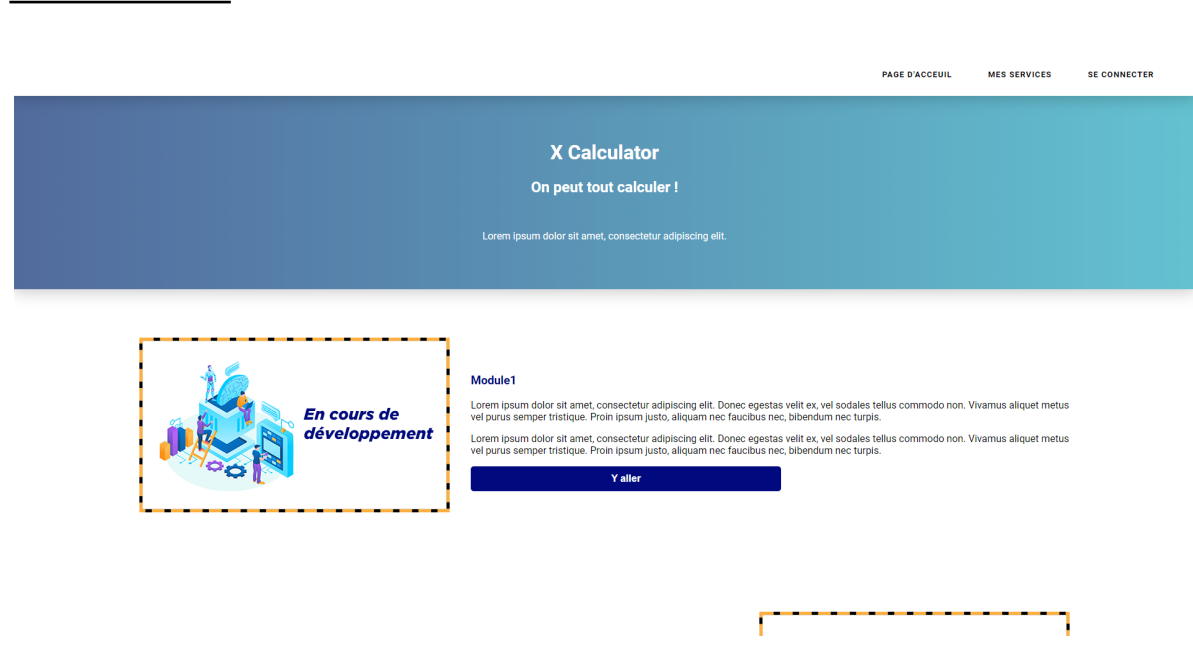 PAGE D'ACCEUIL MES SERVICES SE CONNECTER
X Calculator
On peut tout calculer !
Lorem ipsum dolor sit amet, consectetur adipiscing elit.
En cours de
développement
Module1
Lorem ipsum dolor sit amet, consectetur adipiscing elit. Donec egestas velit ex, vel sodales tellus commodo non. Vivamus aliquet metus
vel purus semper tristique. Proin ipsum justo, aliquam nec faucibus nec, bibendum nec turpis.
Lorem ipsum dolor sit amet, consectetur adipiscing elit. Donec egestas velit ex, vel sodales tellus commodo non. Vivamus aliquet metus
vel purus semper tristique. Proin ipsum justo, aliquam nec faucibus nec, bibendum nec turpis.
Y aller